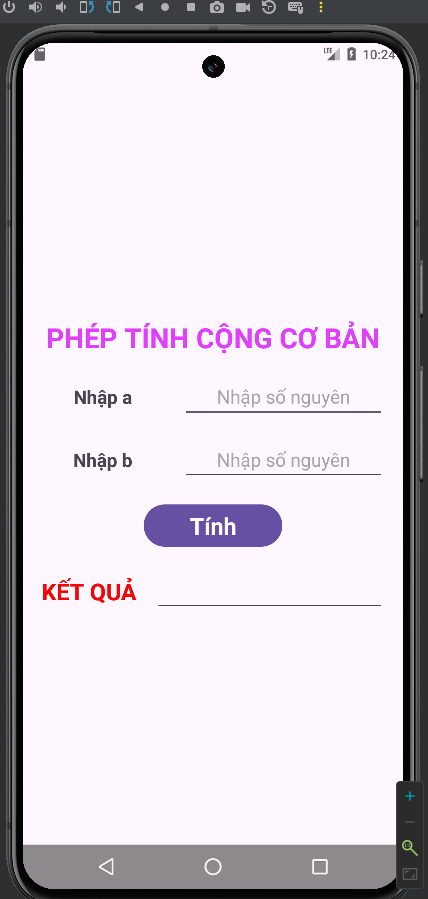 LTE 10:24
PHÉP TÍNH CỘNG CƠ BẢN
Nhập a Nhập số nguyên
Nhập b Nhập số nguyên
Tính
KẾT QUẢ